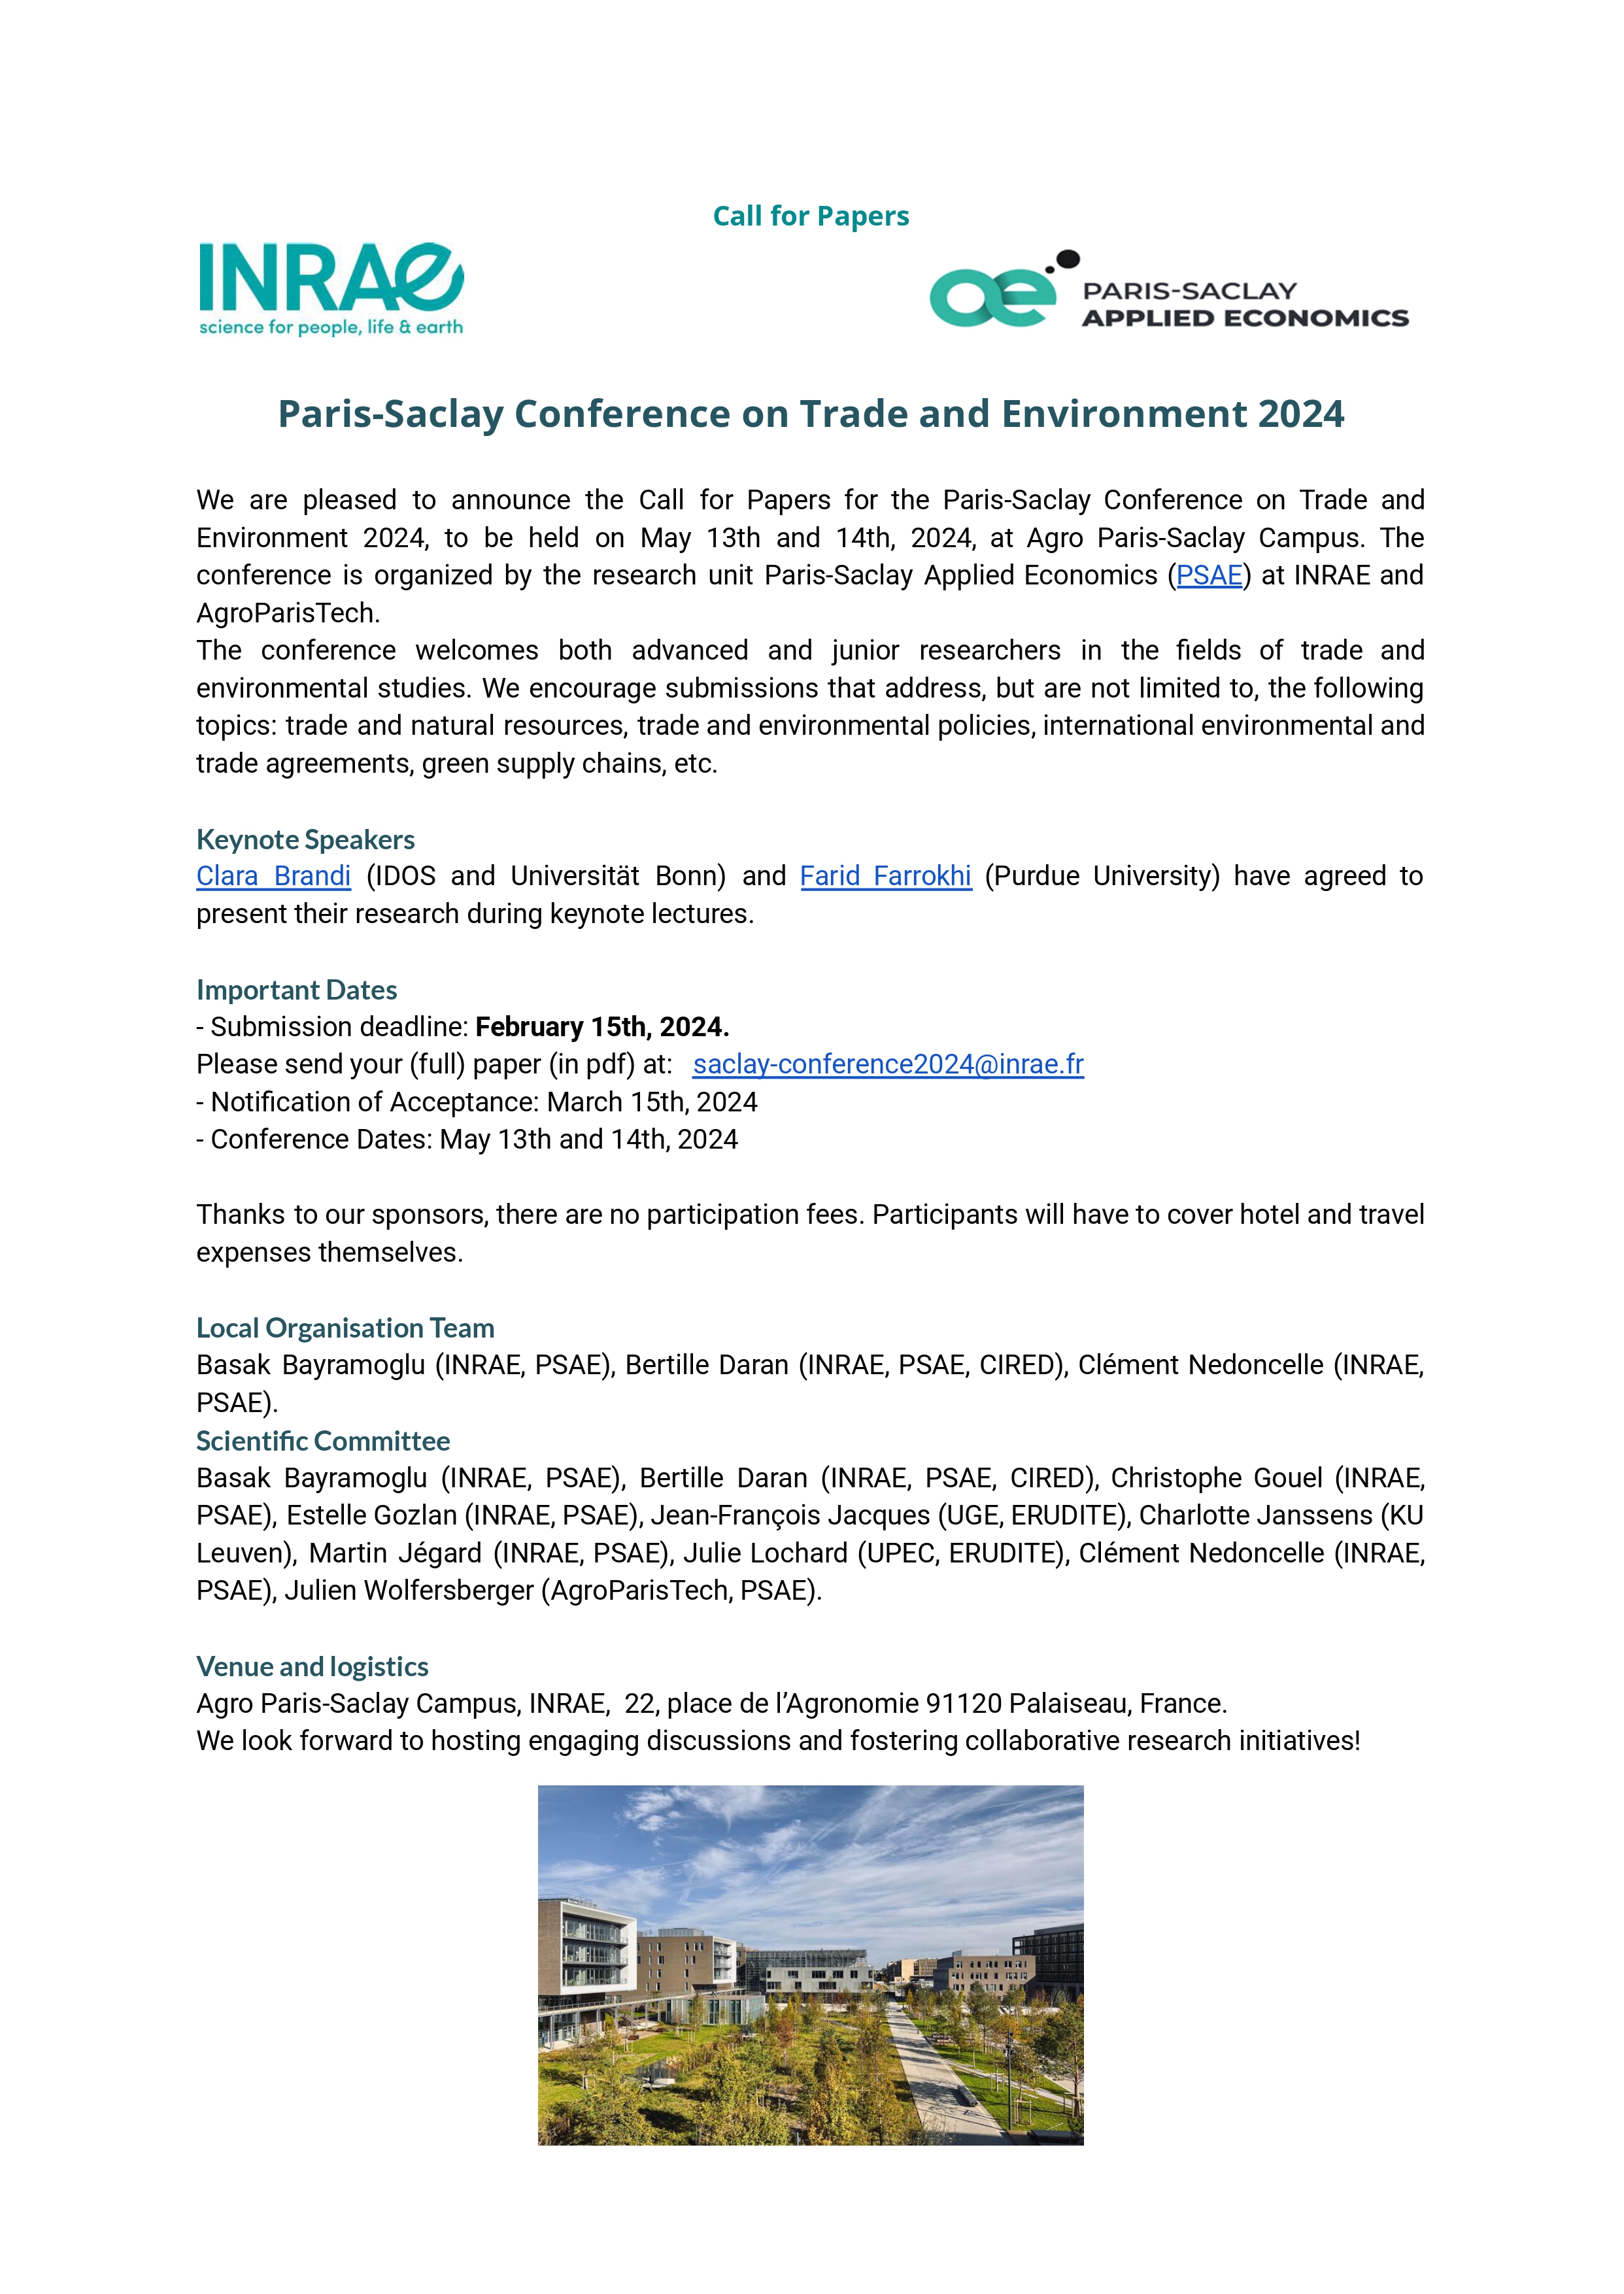 Call for Papers
INRAE
science for people, life & earth
ae PARIS-SACLAY
APPLIED ECONOMICS
Paris-Saclay Conference on Trade and Environment 2024
We are pleased to announce the Call for Papers for the Paris-Saclay Conference on Trade and
Environment 2024, to be held on May 13th and 14th, 2024, at Agro Paris-Saclay Campus. The
conference is organized by the research unit Paris-Saclay Applied Economics (PSAE) at INRAE and
AgroParisTech.
The conference welcomes both advanced and junior researchers in the fields of trade and
environmental studies. We encourage submissions that address, but are not limited to, the following
topics: trade and natural resources, trade and environmental policies, international environmental and
trade agreements, green supply chains, etc.
Keynote Speakers
Clara Brandi (IDOS and Universität Bonn) and Farid Farrokhi (Purdue University) have agreed to
present their research during keynote lectures.
Important Dates
- Submission deadline: February 15th, 2024.
Please send your (full) paper (in pdf) at: saclay-conference2024@inrae.fr
- Notification of Acceptance: March 15th, 2024
- Conference Dates: May 13th and 14th, 2024
Thanks to our sponsors, there are no participation fees. Participants will have to cover hotel and travel
expenses themselves.
Local Organisation Team
Basak Bayramoglu (INRAE, PSAE), Bertille Daran (INRAE, PSAE, CIRED), Clément Nedoncelle (INRAE,
PSAE).
Scientific Committee
Basak Bayramoglu (INRAE, PSAE), Bertille Daran (INRAE, PSAE, CIRED), Christophe Gouel (INRAE,
PSAE), Estelle Gozlan (INRAE, PSAE), Jean-François Jacques (UGE, ERUDITE), Charlotte Janssens (KU
Leuven), Martin Jégard (INRAE, PSAE), Julie Lochard (UPEC, ERUDITE), Clément Nedoncelle (INRAE,
PSAE), Julien Wolfersberger (AgroParisTech, PSAE).
Venue and logistics
Agro Paris-Saclay Campus, INRAE, 22, place de l’Agronomie 91120 Palaiseau, France.
We look forward to hosting engaging discussions and fostering collaborative research initiatives!